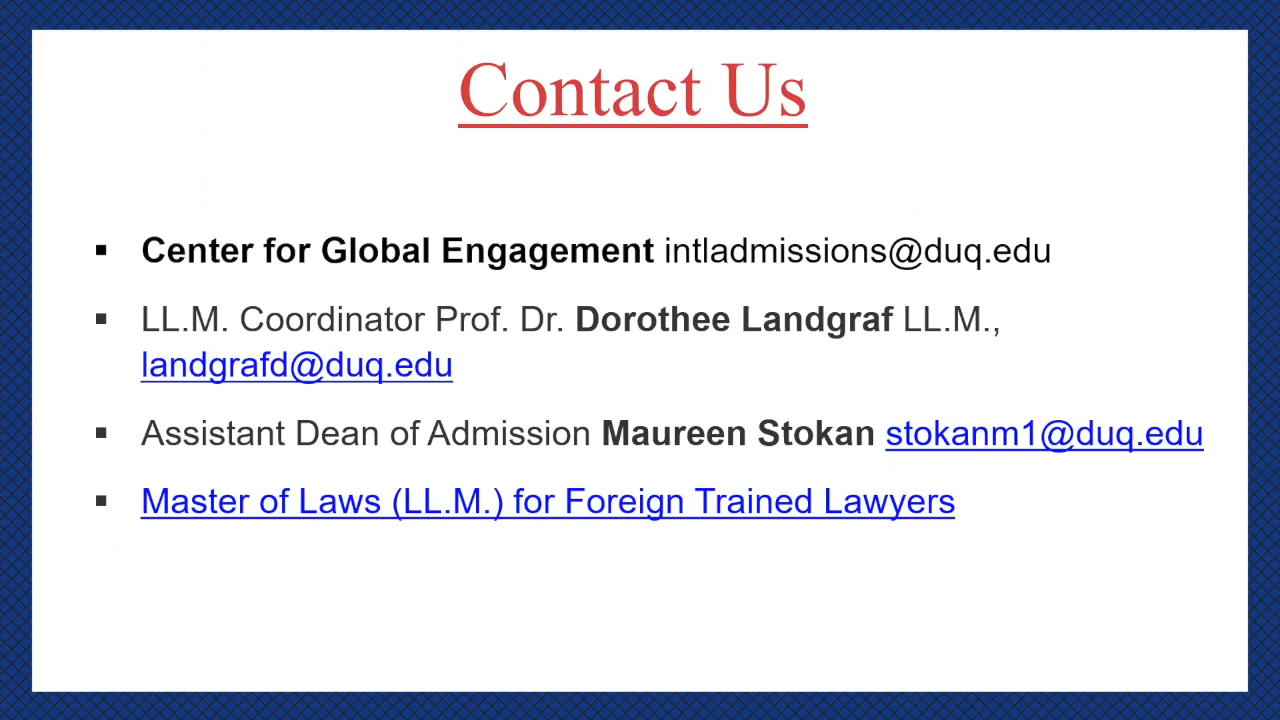 Contact Us
Center for Global Engagement intladmissions@duq.edu
LL.M. Coordinator Prof. Dr. Dorothee Landgraf LL.M.,
landgrafd@duq.edu
Assistant Dean of Admission Maureen Stokan stokanm1@duq.edu
Master of Laws (LL.M.) for Foreign Trained Lawyers